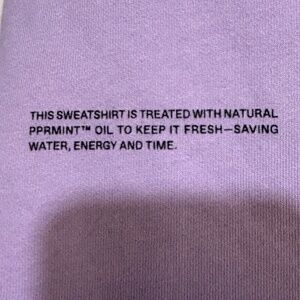 THIS SWEATSHIRT IS TREATED WITH NATURAL
PPRMINT™ OIL TO KEEP IT FRESH—SAVING
WATER, ENERGY AND TIME.